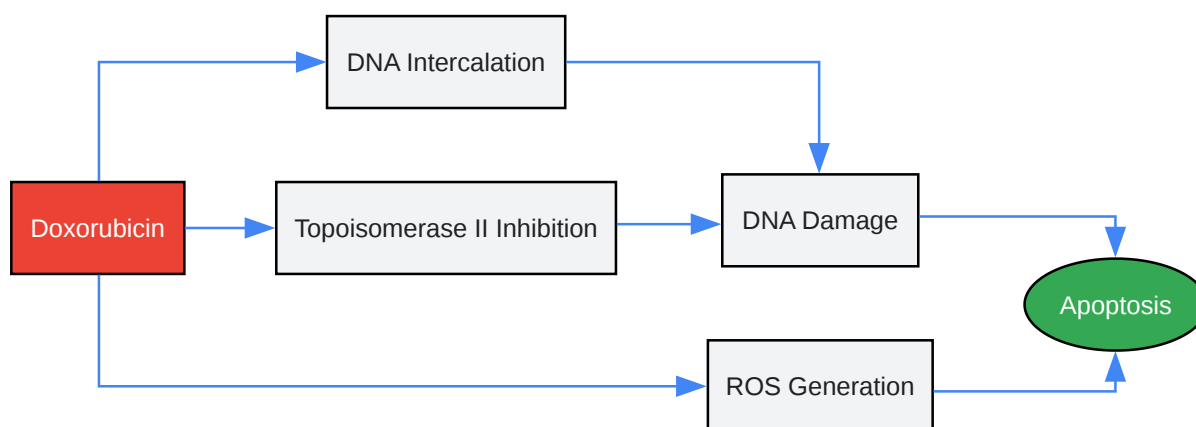 DNA Intercalation
Doxorubicin
Topoisomerase II Inhibition
DNA Damage
Apoptosis
ROS Generation